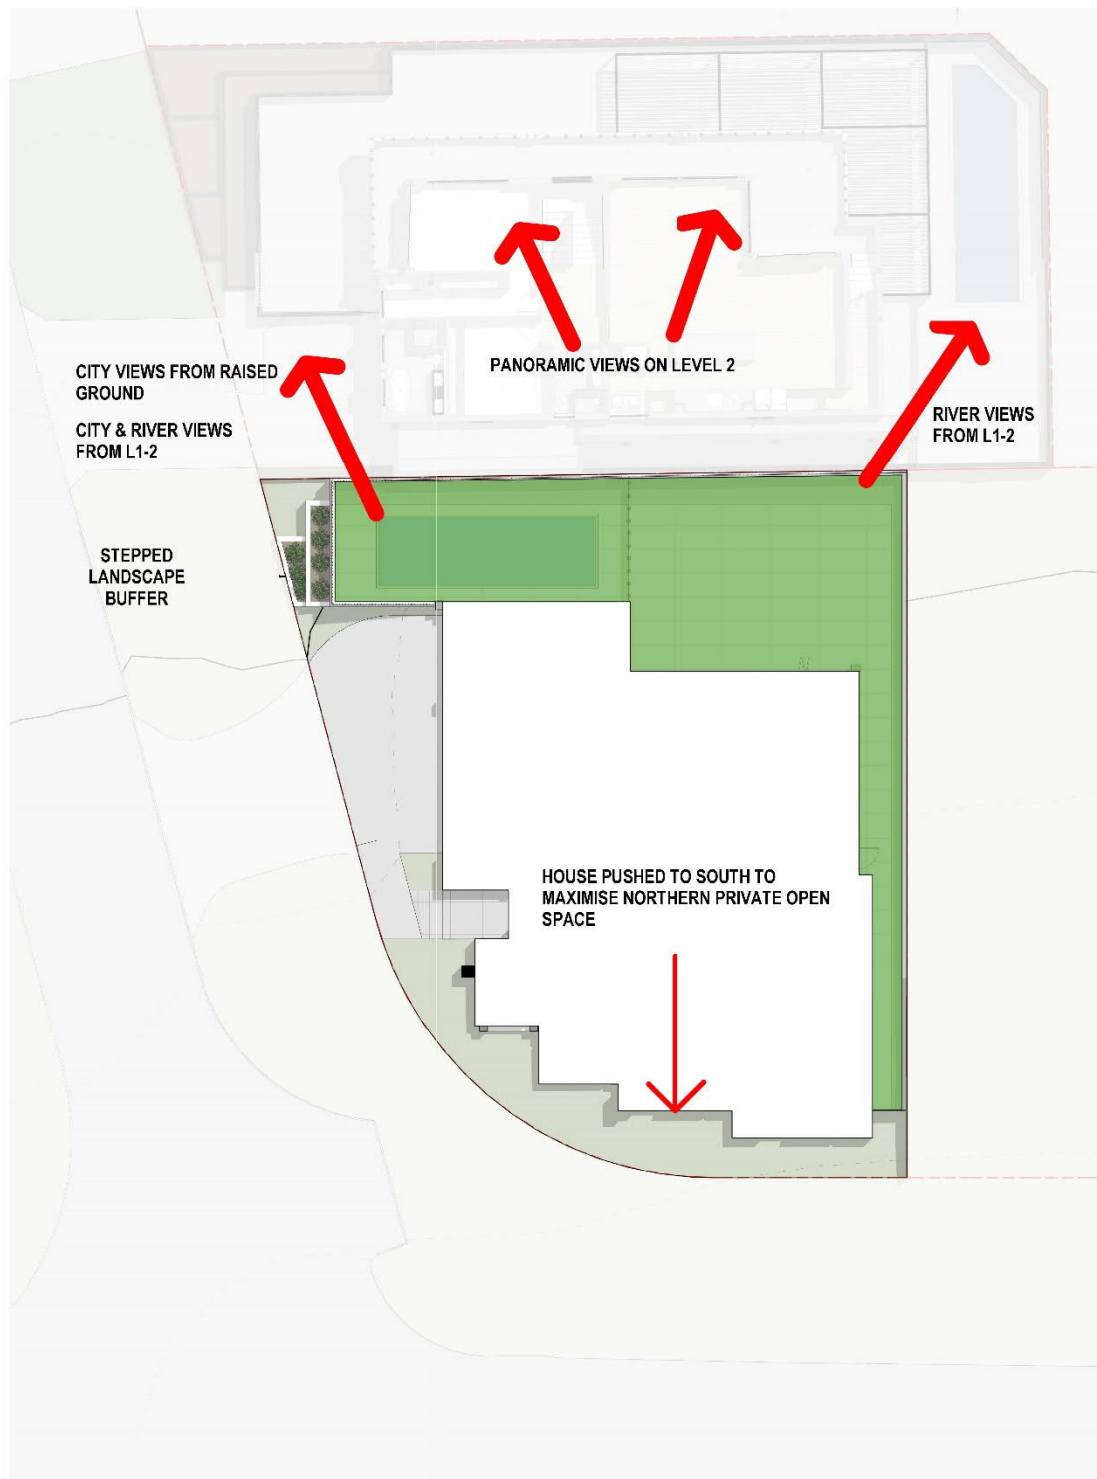 PANORAMIC VIEWS ON LEVEL 2
CITY VIEWS FROM RAISED
GROUND
CITY & RIVER VIEWS
FROM L1-2
RIVER VIEWS
FROM L1-2
STEPPED
LANDSCAPE
BUFFER
HOUSE PUSHED TO SOUTH TO
MAXIMISE NORTHERN PRIVATE OPEN
SPACE